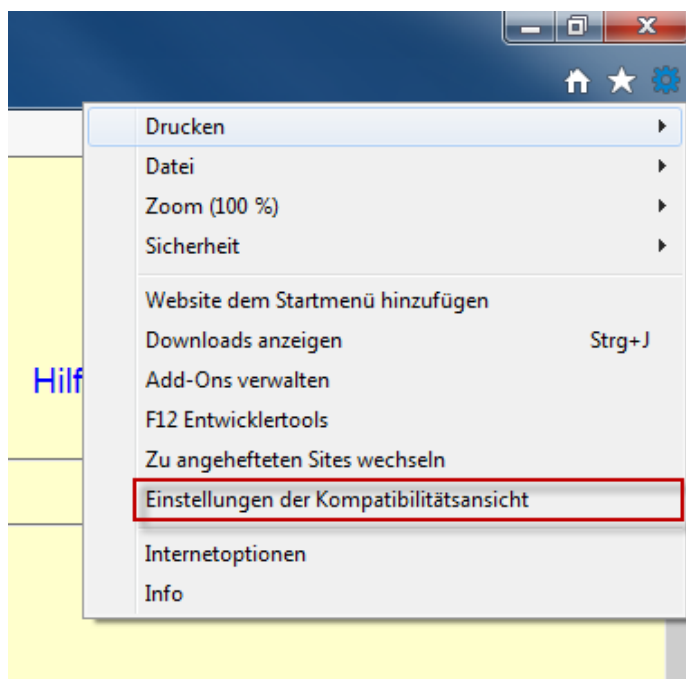 Drucken
Datei
Zoom (100 %)
Sicherheit
Website dem Startmenü hinzufügen
Downloads anzeigen Strg+J
Add-Ons verwalten
Hilf
F12 Entwicklertools
Zu angehefteten Sites wechseln
Einstellungen der Kompatibilitätsansicht
Internetoptionen
Info